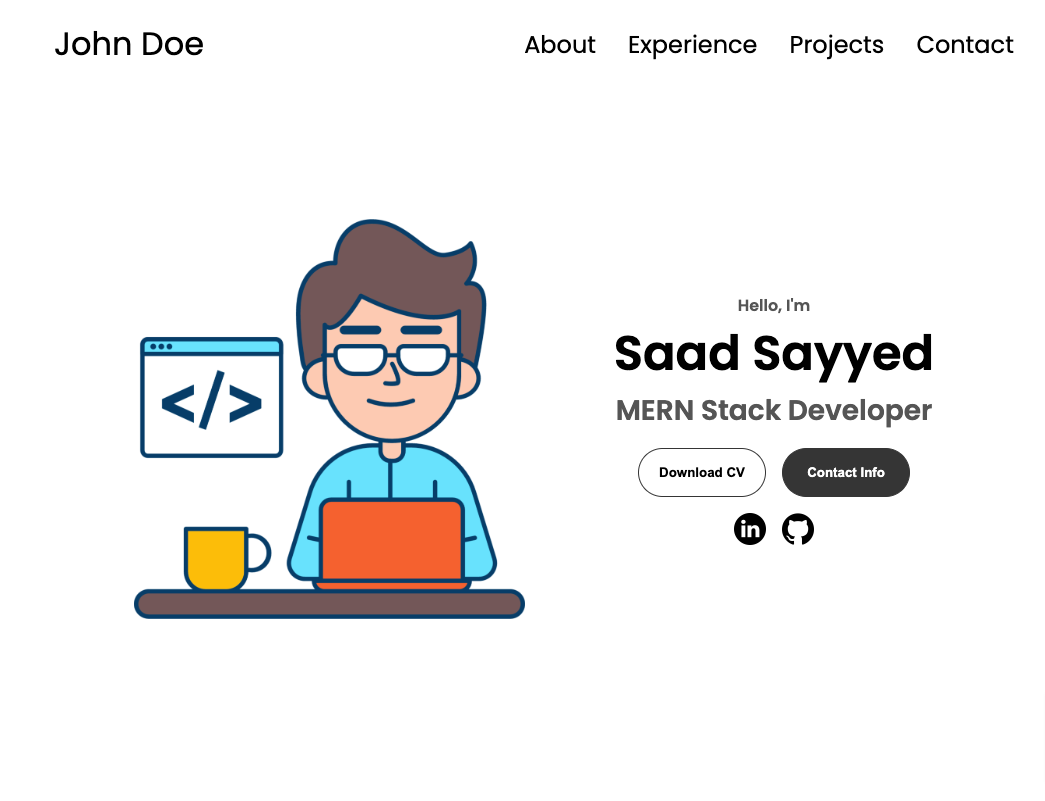 John Doe
About Experience Projects Contact
</>
Hello, I'm
Saad Sayyed
MERN Stack Developer
Download CV
Contact Info
in